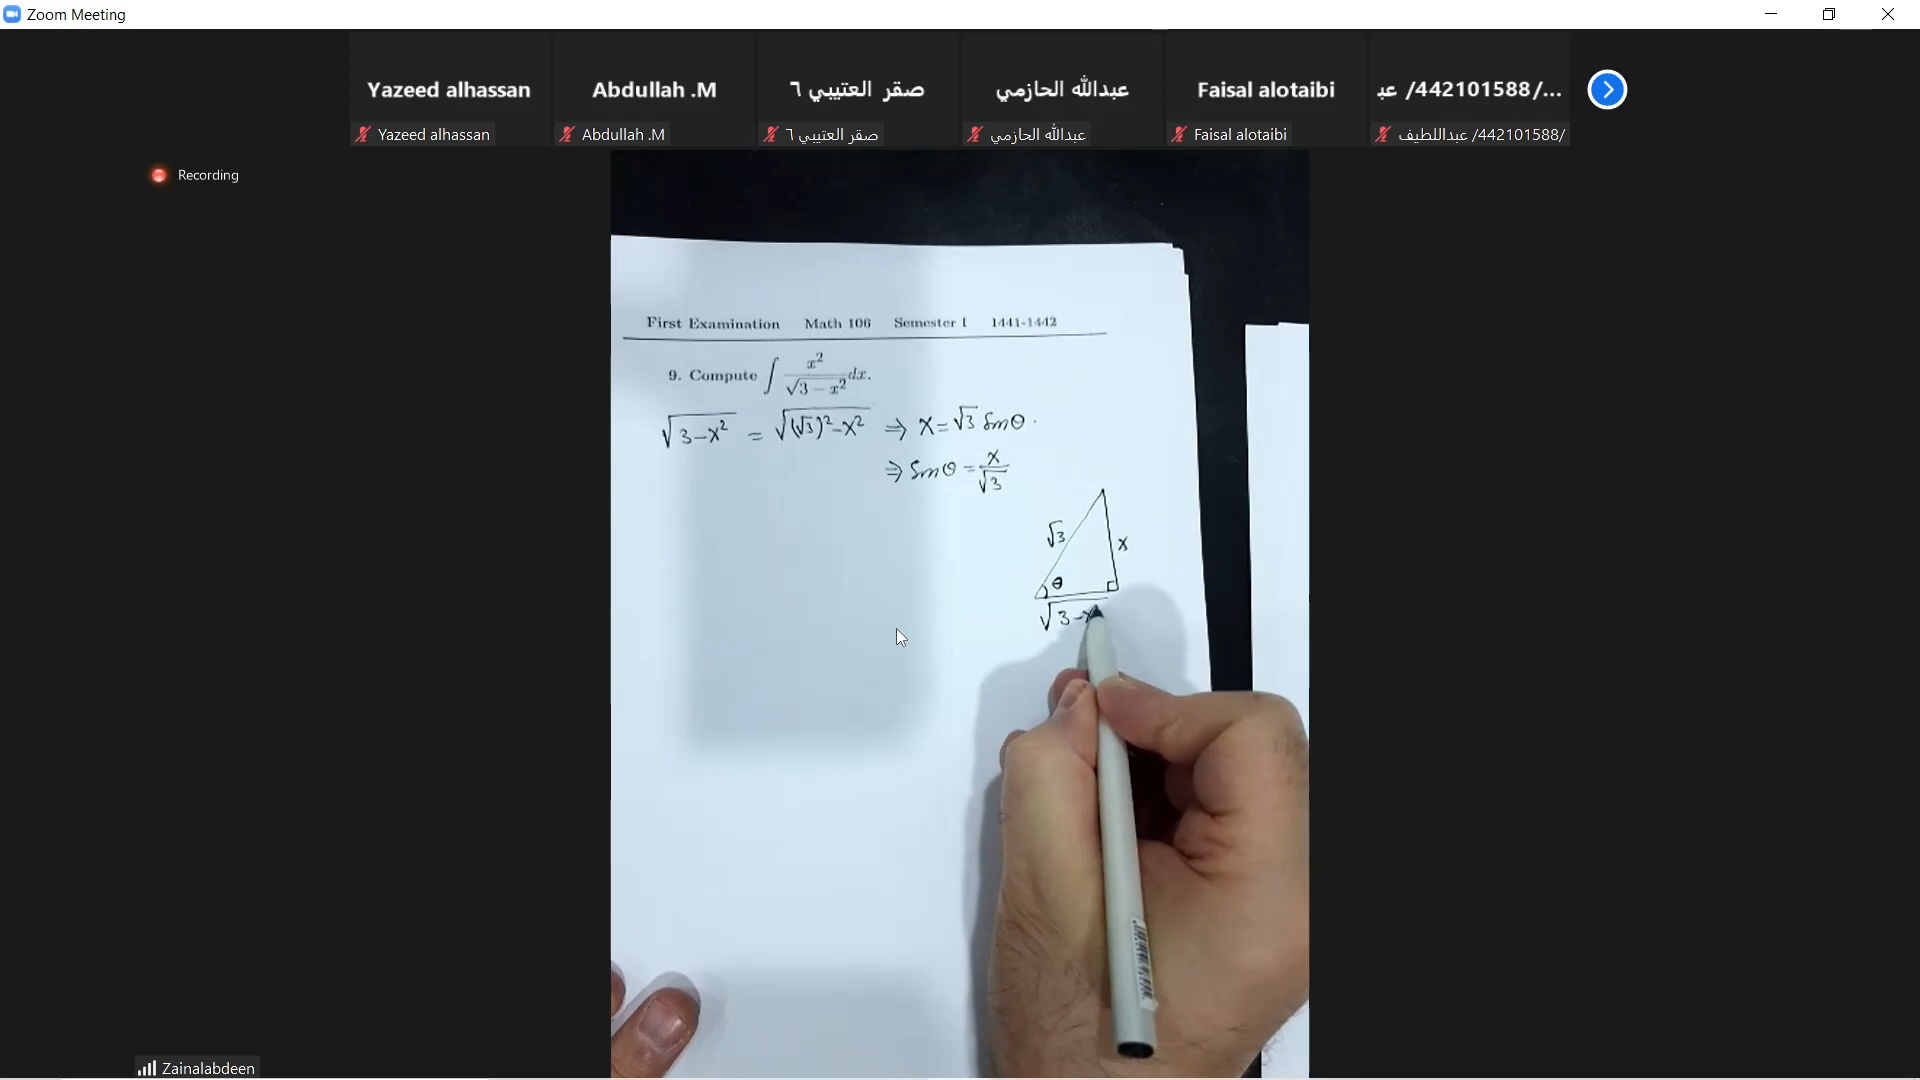 Zoom Meeting
Yazeed alhassan
Abdullah .M
صقر العتيبي ٦
عبدالله الحازمي
Faisal alotaibi
عبد /442101588/...
Yazeed alhassan
Abdullah .M
صقر العتيبي ٦
عبدالله الحازمي
Faisal alotaibi
عبداللطيف /442101588/
Recording
First Examination Math 106 Semester I 1441-1442
9. Compute ∫ x²/√(3 − x²) dx.
√(3−x²) = √((√3)²−x²) ⇒ x=√3 Sinθ.
⇒ Sinθ = x/√3
√3
x
θ
√3−x
Zainalabdeen